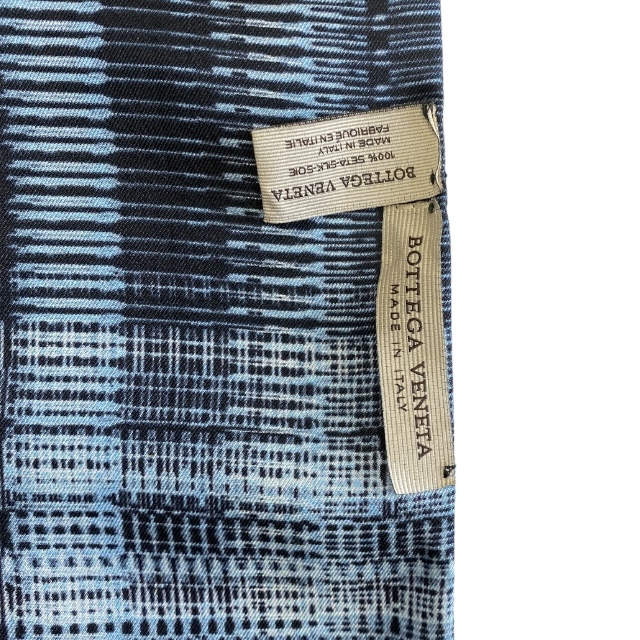 BOTTEGA VENETA
100% SETA-SILK-SOIE
MADE IN ITALY
FABRIQUE EN ITALIE
BOTTEGA VENETA
MADE IN ITALY